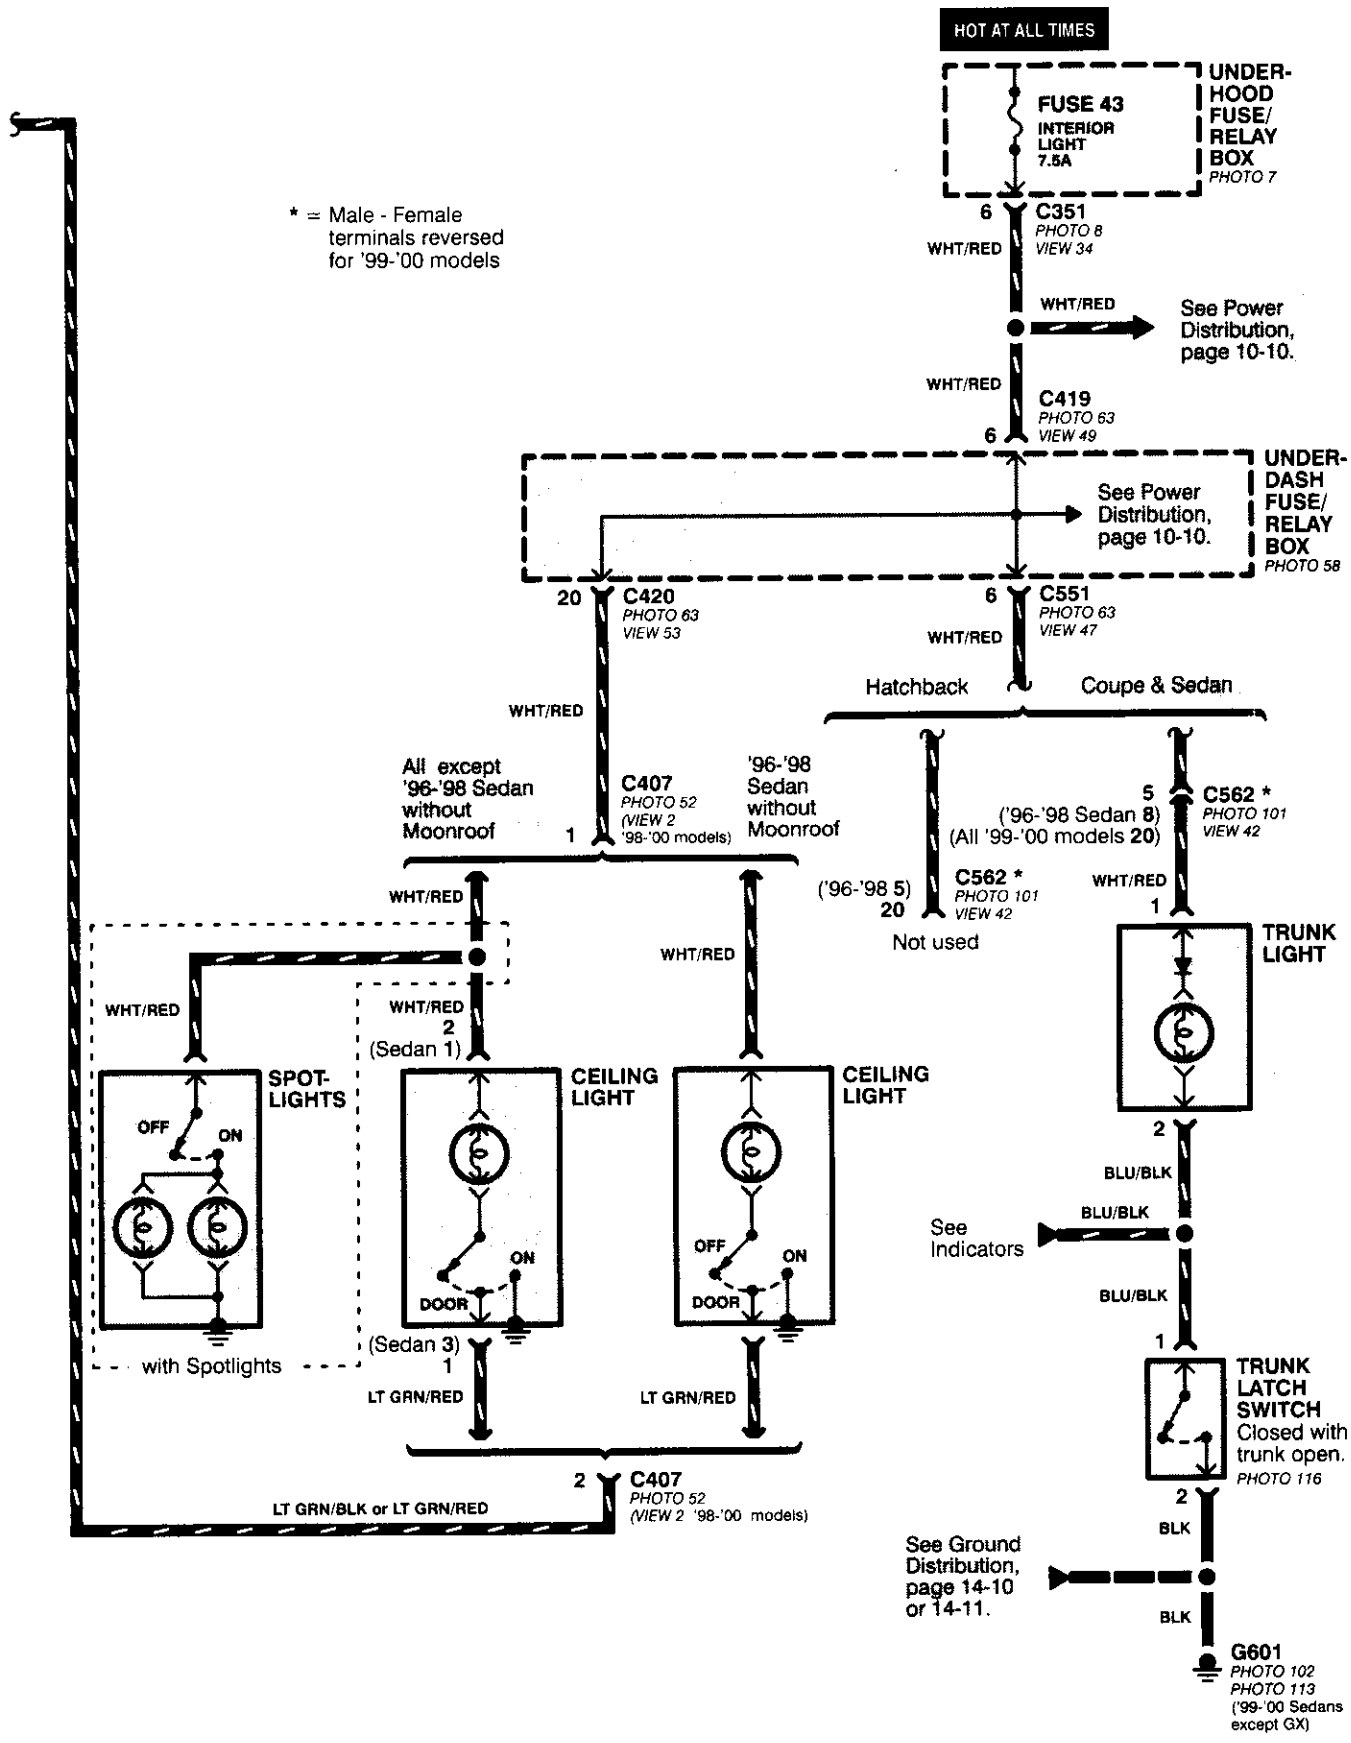 HOT AT ALL TIMES
FUSE 43
INTERIOR
LIGHT
7.5A
UNDER-
HOOD
FUSE/
RELAY
BOX
PHOTO 7
* = Male - Female
terminals reversed
for '99-'00 models
6
C351
PHOTO 8
VIEW 34
WHT/RED
WHT/RED
See Power
Distribution,
page 10-10.
WHT/RED
C419
PHOTO 63
VIEW 49
6
UNDER-
DASH
FUSE/
RELAY
BOX
PHOTO 58
See Power
Distribution,
page 10-10.
20
C420
PHOTO 63
VIEW 53
6
C551
PHOTO 63
VIEW 47
WHT/RED
Hatchback
Coupe & Sedan
WHT/RED
All except
'96-'98 Sedan
without
Moonroof
C407
PHOTO 52
(VIEW 2
'98-'00 models)
1
'96-'98
Sedan
without
Moonroof
5
('96-'98 Sedan 8)
(All '99-'00 models 20)
C562 *
PHOTO 101
VIEW 42
('96-'98 5)
20
C562 *
PHOTO 101
VIEW 42
Not used
WHT/RED
1
WHT/RED
WHT/RED
TRUNK
LIGHT
WHT/RED
WHT/RED
2
(Sedan 1)
SPOT-
LIGHTS
OFF
ON
CEILING
LIGHT
ON
DOOR
CEILING
LIGHT
OFF
ON
DOOR
2
BLU/BLK
BLU/BLK
See
Indicators
BLU/BLK
with Spotlights
(Sedan 3)
1
LT GRN/RED
LT GRN/RED
1
TRUNK
LATCH
SWITCH
Closed with
trunk open.
PHOTO 116
2
C407
PHOTO 52
(VIEW 2 '98-'00 models)
LT GRN/BLK or LT GRN/RED
2
BLK
See Ground
Distribution,
page 14-10
or 14-11.
BLK
G601
PHOTO 102
PHOTO 113
('99-'00 Sedans
except GX)